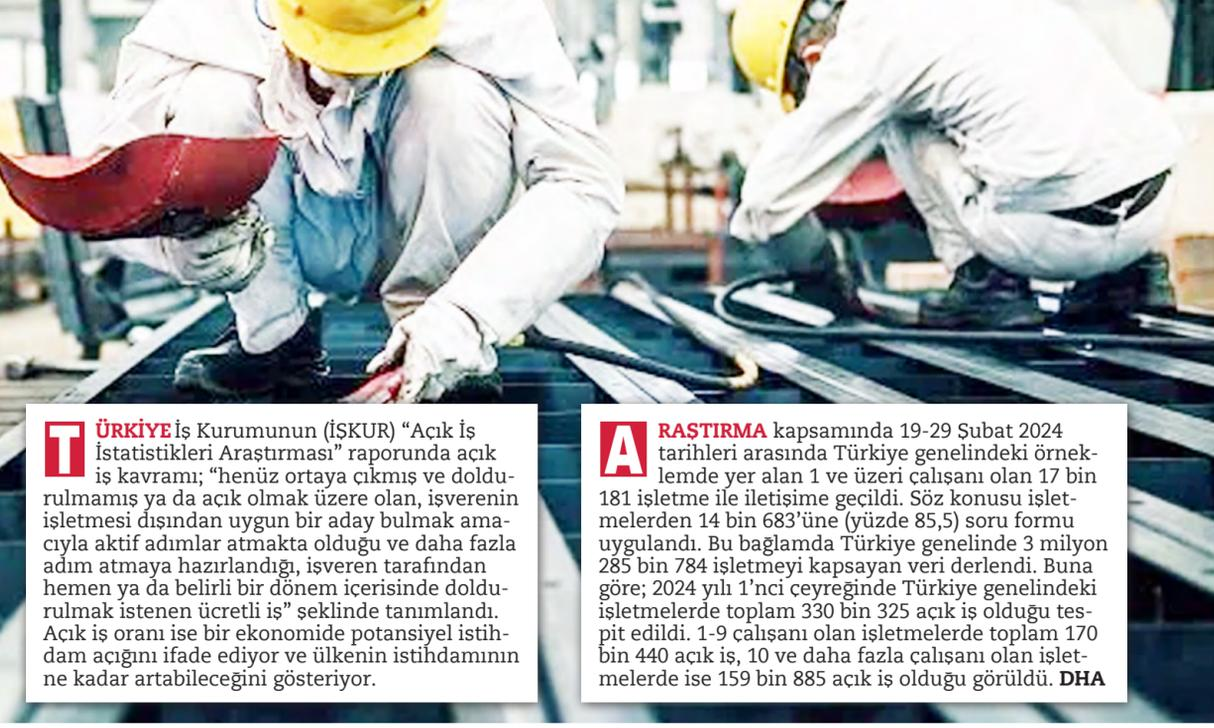 TÜRKİYE İş Kurumunun (İŞKUR) “Açık İş
İstatistikleri Araştırması” raporunda açık
iş kavramı; “henüz ortaya çıkmış ve doldu-
rulmamış ya da açık olmak üzere olan, işverenin
işletmesi dışından uygun bir aday bulmak ama-
cıyla aktif adımlar atmakta olduğu ve daha fazla
adım atmaya hazırlandığı, işveren tarafından
hemen ya da belirli bir dönem içerisinde doldu-
rulmak istenen ücretli iş” şeklinde tanımlandı.
Açık iş oranı ise bir ekonomide potansiyel istih-
dam açığını ifade ediyor ve ülkenin istihdamının
ne kadar artabileceğini gösteriyor.
ARAŞTIRMA kapsamında 19-29 Şubat 2024
tarihleri arasında Türkiye genelindeki örnek-
lemde yer alan 1 ve üzeri çalışanı olan 17 bin
181 işletme ile iletişime geçildi. Söz konusu işlet-
melerden 14 bin 683’üne (yüzde 85,5) soru formu
uygulandı. Bu bağlamda Türkiye genelinde 3 milyon
285 bin 784 işletmeyi kapsayan veri derlendi. Buna
göre; 2024 yılı 1’nci çeyreğinde Türkiye genelindeki
işletmelerde toplam 330 bin 325 açık iş olduğu tes-
pit edildi. 1-9 çalışanı olan işletmelerde toplam 170
bin 440 açık iş, 10 ve daha fazla çalışanı olan işlet-
melerde ise 159 bin 885 açık iş olduğu görüldü. DHA